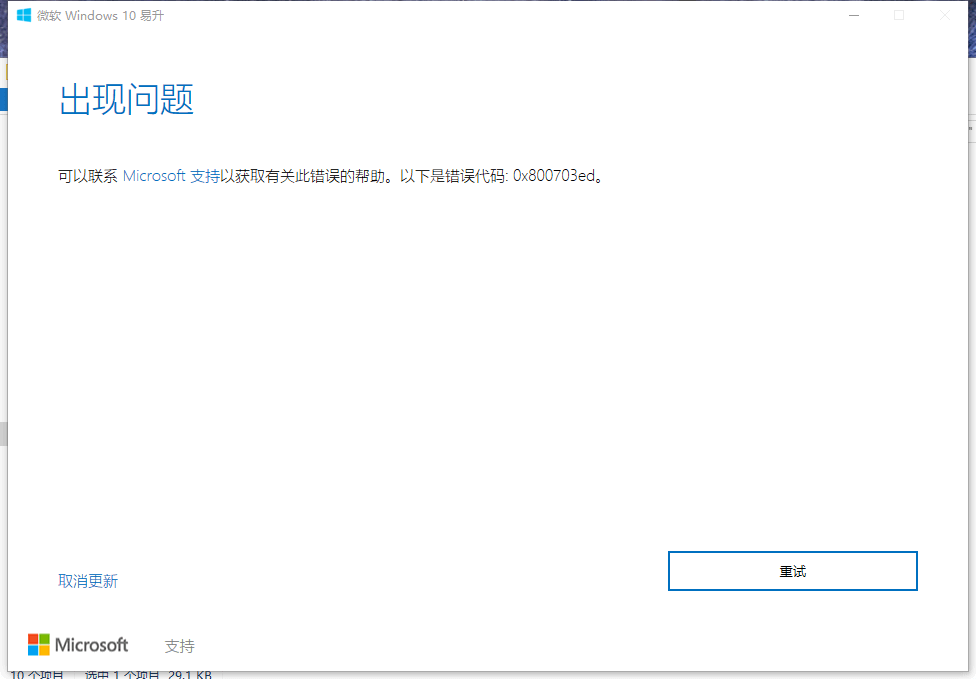 微软 Windows 10 易升
出现问题
可以联系 Microsoft 支持以获取有关此错误的帮助。以下是错误代码: 0x800703ed。
取消更新
重试
Microsoft
支持
10 个项目 选中 1 个项目 29.1 KB